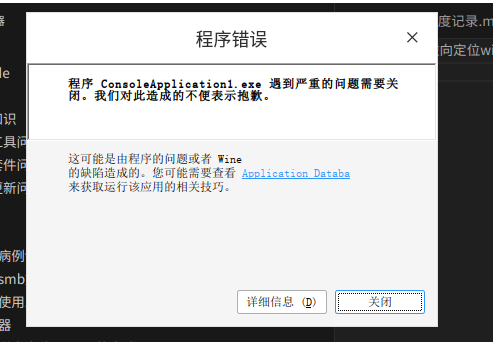 程序错误
程序 ConsoleApplication1.exe 遇到严重的问题需要关
闭。我们对此造成的不便表示抱歉。
这可能是由程序的问题或者 Wine
的缺陷造成的。您可能需要查看 Application Databa
来获取运行该应用的相关技巧。
详细信息 (D)
关闭
器
le
识
工具问
套件问
更新问
病例
smb
使用
器
度记录.m
向定位wi